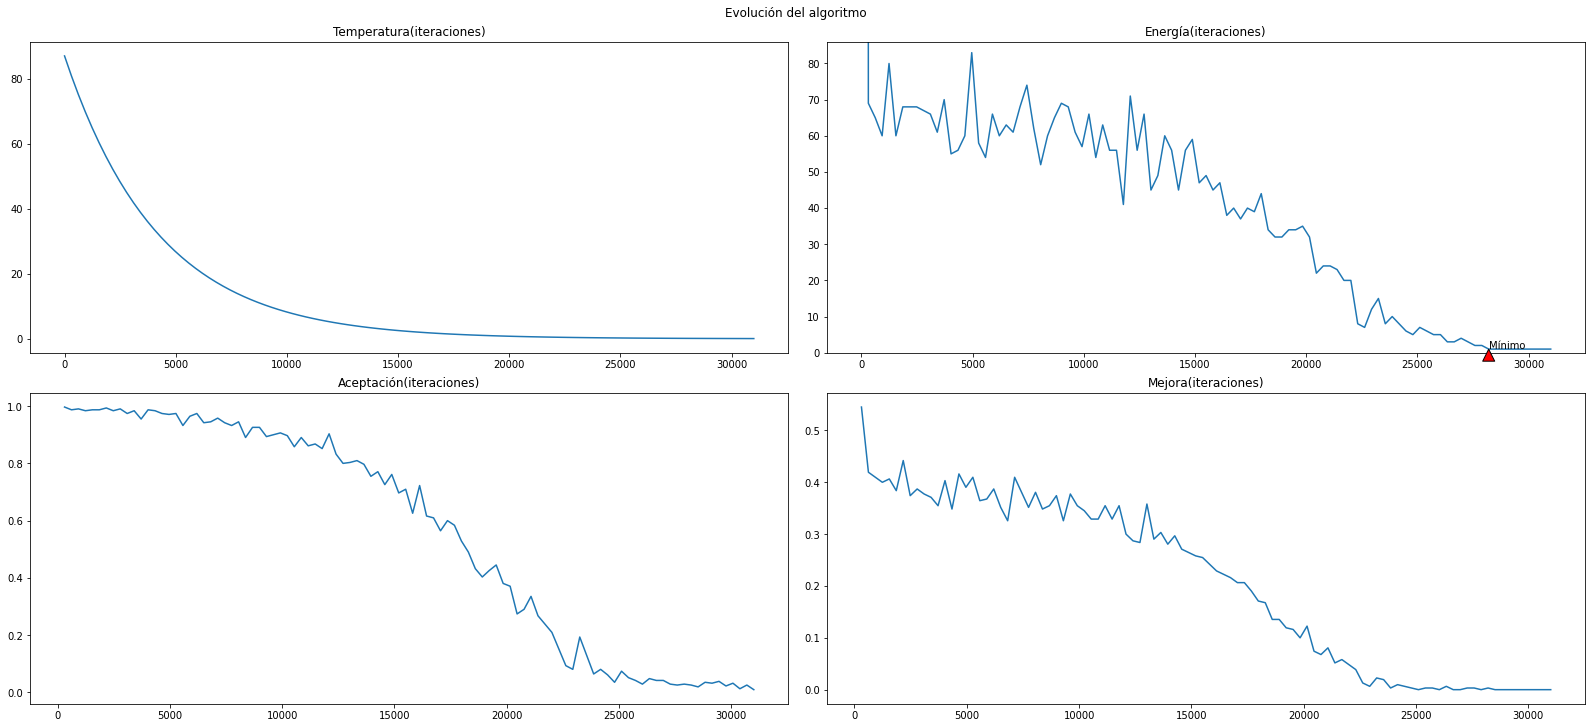 Evolución del algoritmo
Temperatura(iteraciones)
80
60
40
20
0
0 5000 10000 15000 20000 25000 30000
Energía(iteraciones)
80
70
60
50
40
30
20
10
0
Mínimo
0 5000 10000 15000 20000 25000 30000
Aceptación(iteraciones)
1.0
0.8
0.6
0.4
0.2
0.0
0 5000 10000 15000 20000 25000 30000
Mejora(iteraciones)
0.5
0.4
0.3
0.2
0.1
0.0
0 5000 10000 15000 20000 25000 30000